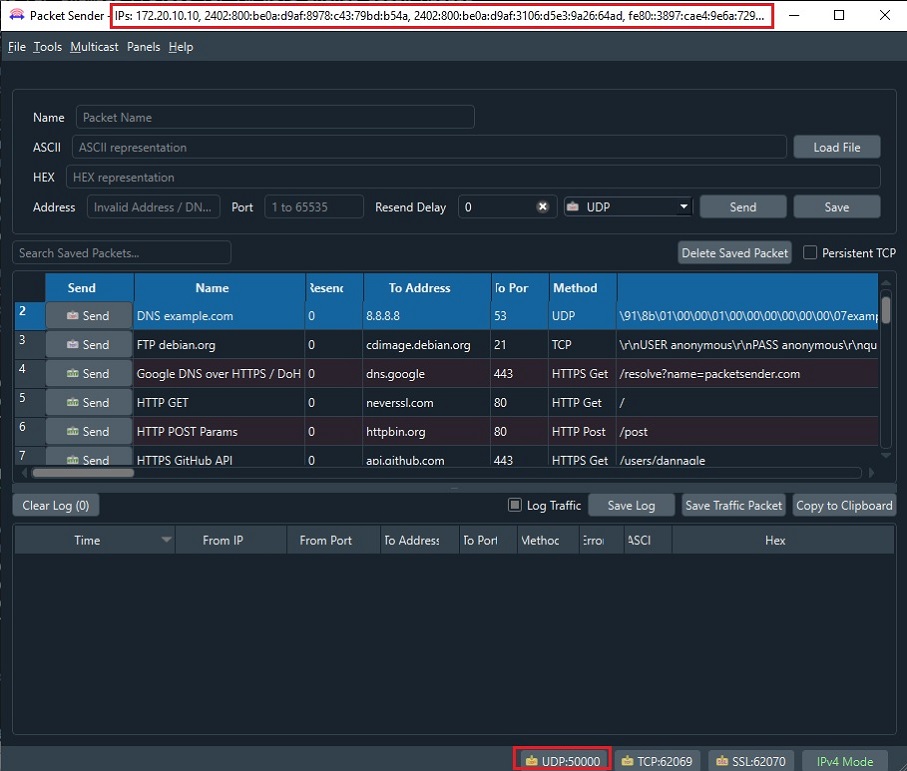 Packet Sender - IPs: 172.20.10.10, 2402:800:be0a:d9af:8978:c43:79bd:b54a, 2402:800:be0a:d9af:3106:d5e3:9a26:64ad, fe80::3897:cae4:9e6a:729...
File Tools Multicast Panels Help
Name Packet Name
ASCII ASCII representation Load File
HEX HEX representation
Address Invalid Address / DN... Port 1 to 65535 Resend Delay 0 UDP Send Save
Search Saved Packets... Delete Saved Packet Persistent TCP
Send Name Resenc To Address To Por Method
2 Send DNS example.com 0 8.8.8.8 53 UDP \91\8b\01\00\00\01\00\00\00\00\00\00\07examp
3 Send FTP debian.org 0 cdimage.debian.org 21 TCP \r\nUSER anonymous\r\nPASS anonymous\r\nqu
4 Send Google DNS over HTTPS / DoH 0 dns.google 443 HTTPS Get /resolve?name=packetsender.com
5 Send HTTP GET 0 neverssl.com 80 HTTP Get /
6 Send HTTP POST Params 0 httpbin.org 80 HTTP Post /post
7 Send HTTPS GitHub API 0 api.github.com 443 HTTPS Get /users/dannagle
Clear Log (0) Log Traffic Save Log Save Traffic Packet Copy to Clipboard
Time From IP From Port To Address To Port Methoc Erro ASCI Hex
UDP:50000 TCP:62069 SSL:62070 IPv4 Mode